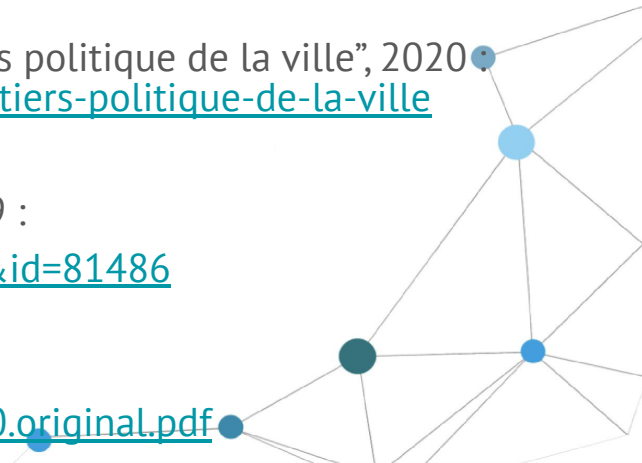 s politique de la ville”, 2020 :
tiers-politique-de-la-ville
9 :
&id=81486
0.original.pdf